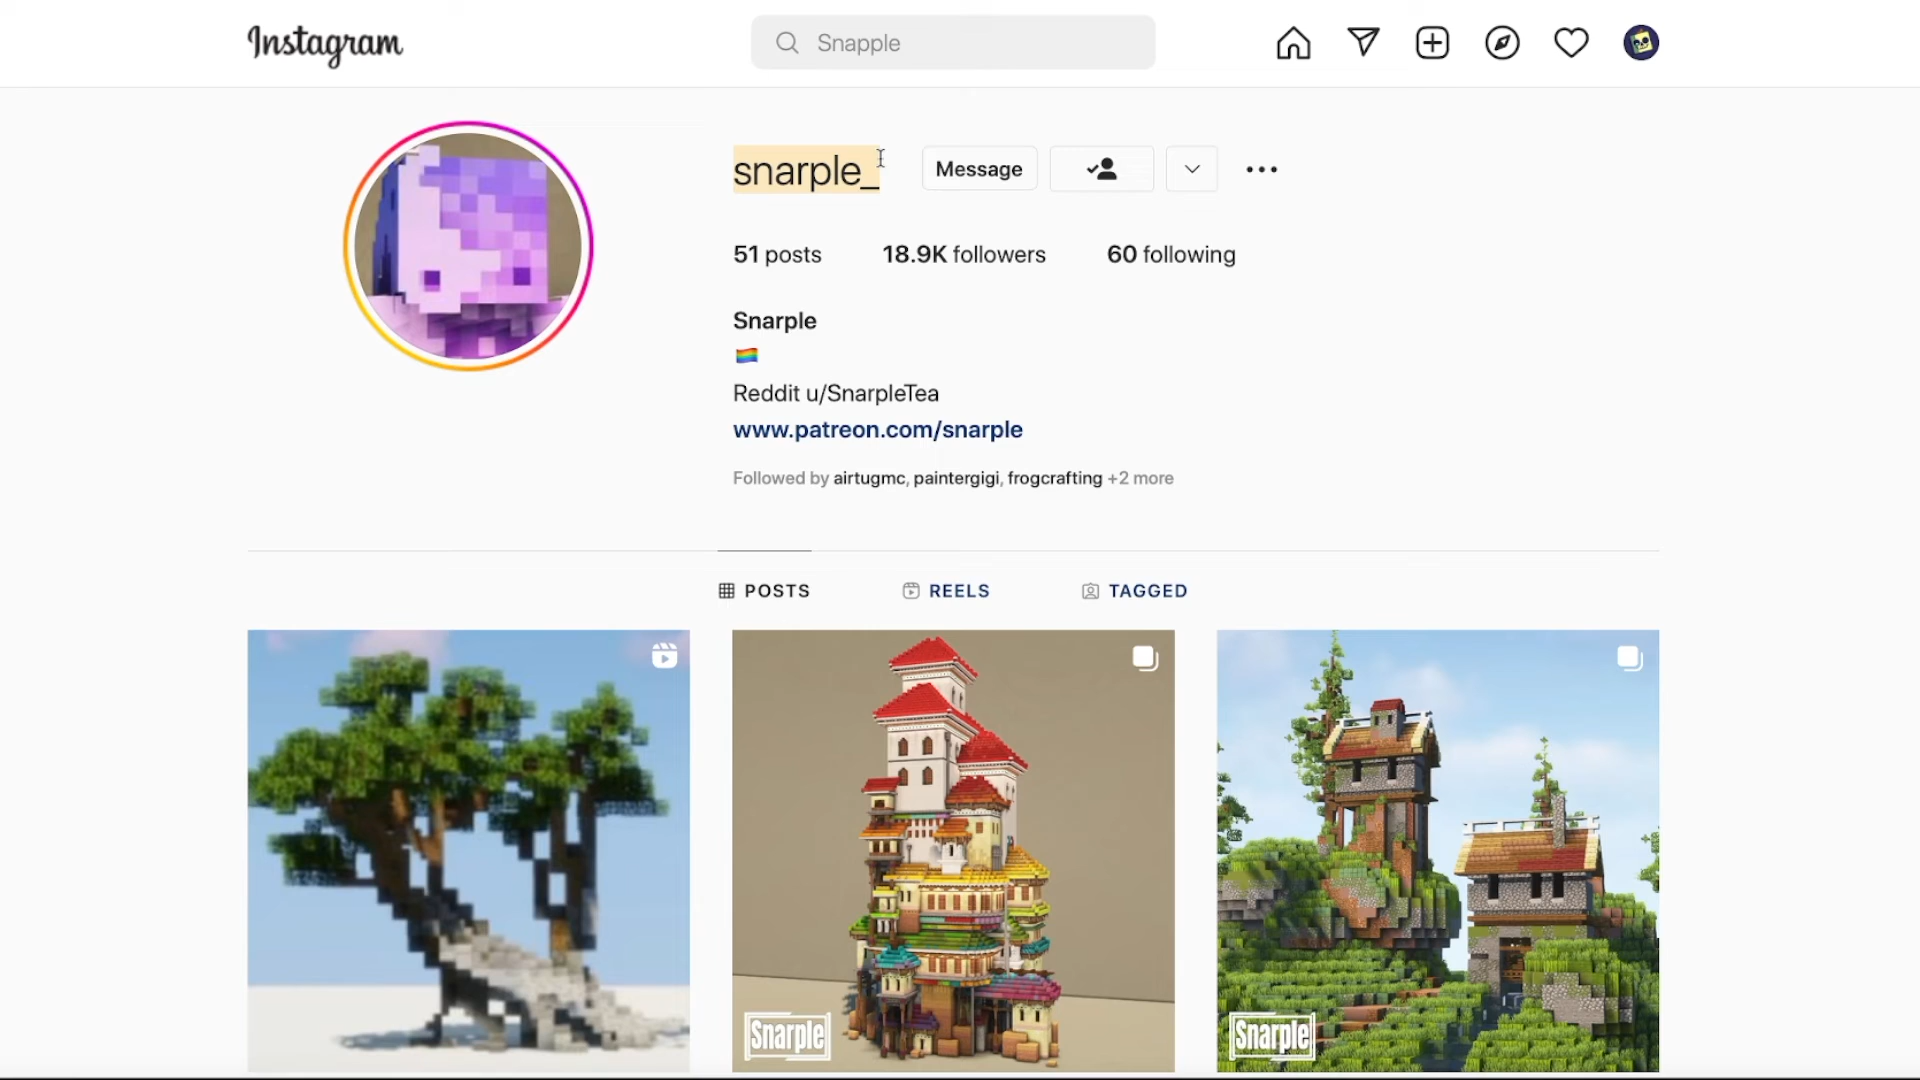 Instagram
Snapple
snarple_
Message
51 posts 18.9K followers 60 following
Snarple
Reddit u/SnarpleTea
www.patreon.com/snarple
Followed by airtugmc, paintergigi, frogcrafting +2 more
POSTS REELS TAGGED
Snarple
Snarple